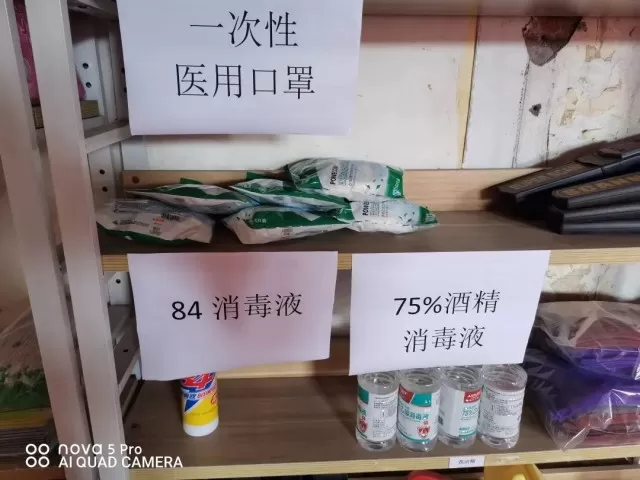 一次性
医用口罩
84 消毒液
75%酒精
消毒液
84
nova 5 Pro
AI QUAD CAMERA